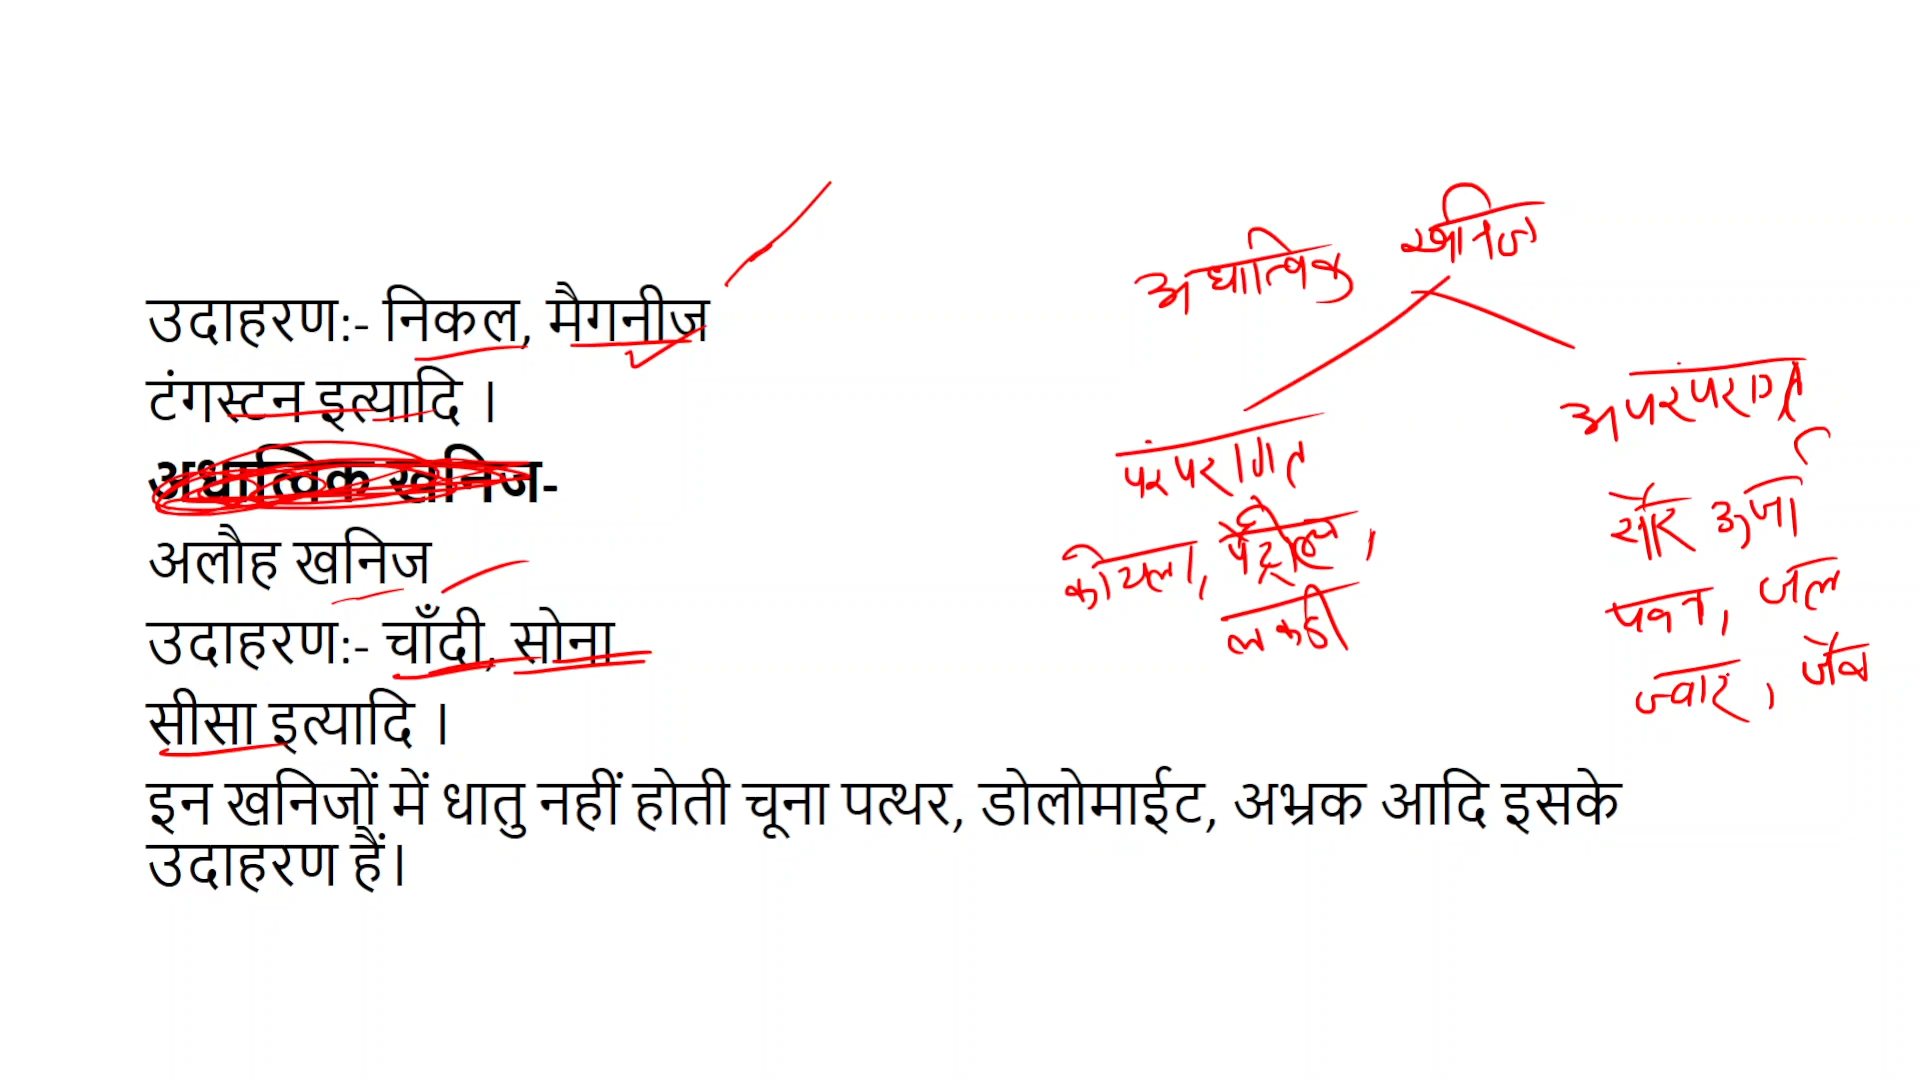 उदाहरण:- निकल, मैगनीज
टंगस्टन इत्यादि ।
अधात्विक खनिज-
अलौह खनिज
उदाहरण:- चाँदी, सोना
सीसा इत्यादि ।
इन खनिजों में धातु नहीं होती चूना पत्थर, डोलोमाईट, अभ्रक आदि इसके
उदाहरण हैं।
अधात्विक खनिज
परंपरागत
कोयला, पैट्रोल,
लकडी
अपरंपरागत
सौर ऊर्जा
पवन, जल
ज्वार, जैव